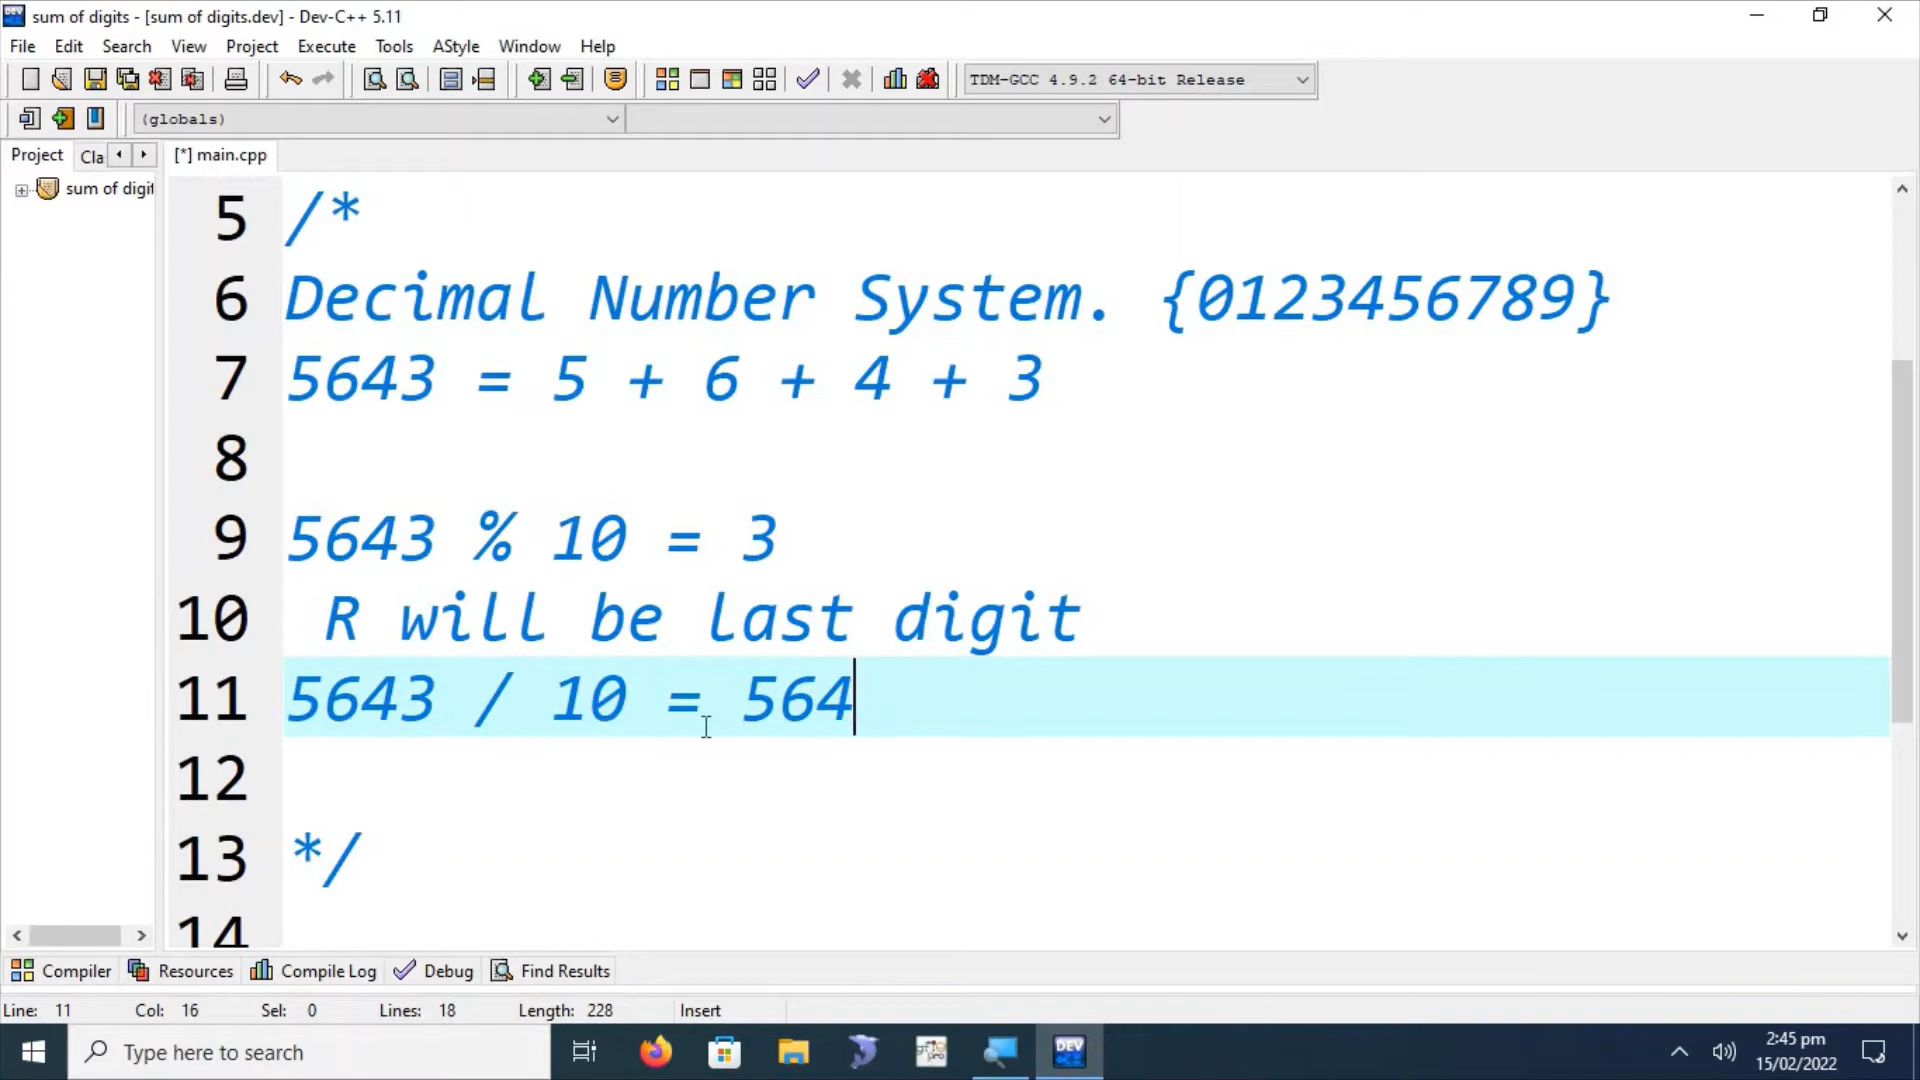 sum of digits - [sum of digits.dev] - Dev-C++ 5.11
File Edit Search View Project Execute Tools AStyle Window Help
TDM-GCC 4.9.2 64-bit Release
(globals)
Project Cla [*] main.cpp
sum of digit
5 /*
6 Decimal Number System. {0123456789}
7 5643 = 5 + 6 + 4 + 3
8
9 5643 % 10 = 3
10 R will be last digit
11 5643 / 10 = 564
12
13 */
14
Compiler Resources Compile Log Debug Find Results
Line: 11 Col: 16 Sel: 0 Lines: 18 Length: 228 Insert
Type here to search
DEV
2:45 pm
15/02/2022